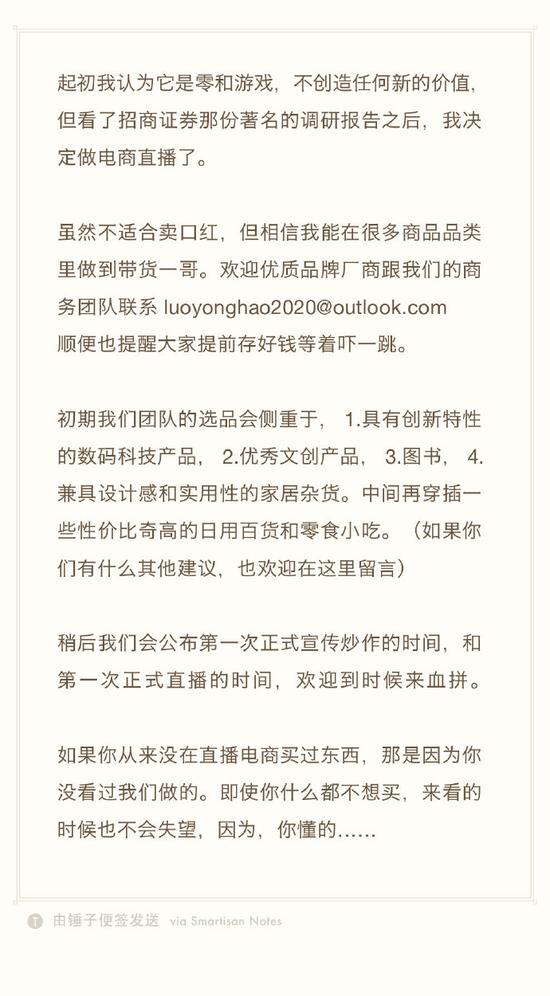 起初我认为它是零和游戏，不创造任何新的价值，
但看了招商证券那份著名的调研报告之后，我决
定做电商直播了。
虽然不适合卖口红，但相信我能在很多商品品类
里做到带货一哥。欢迎优质品牌厂商跟我们的商
务团队联系 luoyonghao2020@outlook.com
顺便也提醒大家提前存好钱等着吓一跳。
初期我们团队的选品会侧重于， 1.具有创新特性
的数码科技产品， 2.优秀文创产品， 3.图书， 4.
兼具设计感和实用性的家居杂货。中间再穿插一
些性价比奇高的日用百货和零食小吃。（如果你
们有什么其他建议，也欢迎在这里留言）
稍后我们会公布第一次正式宣传炒作的时间，和
第一次正式直播的时间，欢迎到时候来血拼。
如果你从来没在直播电商买过东西，那是因为你
没看过我们做的。即使你什么都不想买，来看的
时候也不会失望，因为，你懂的……
由锤子便签发送 via Smartisan Notes